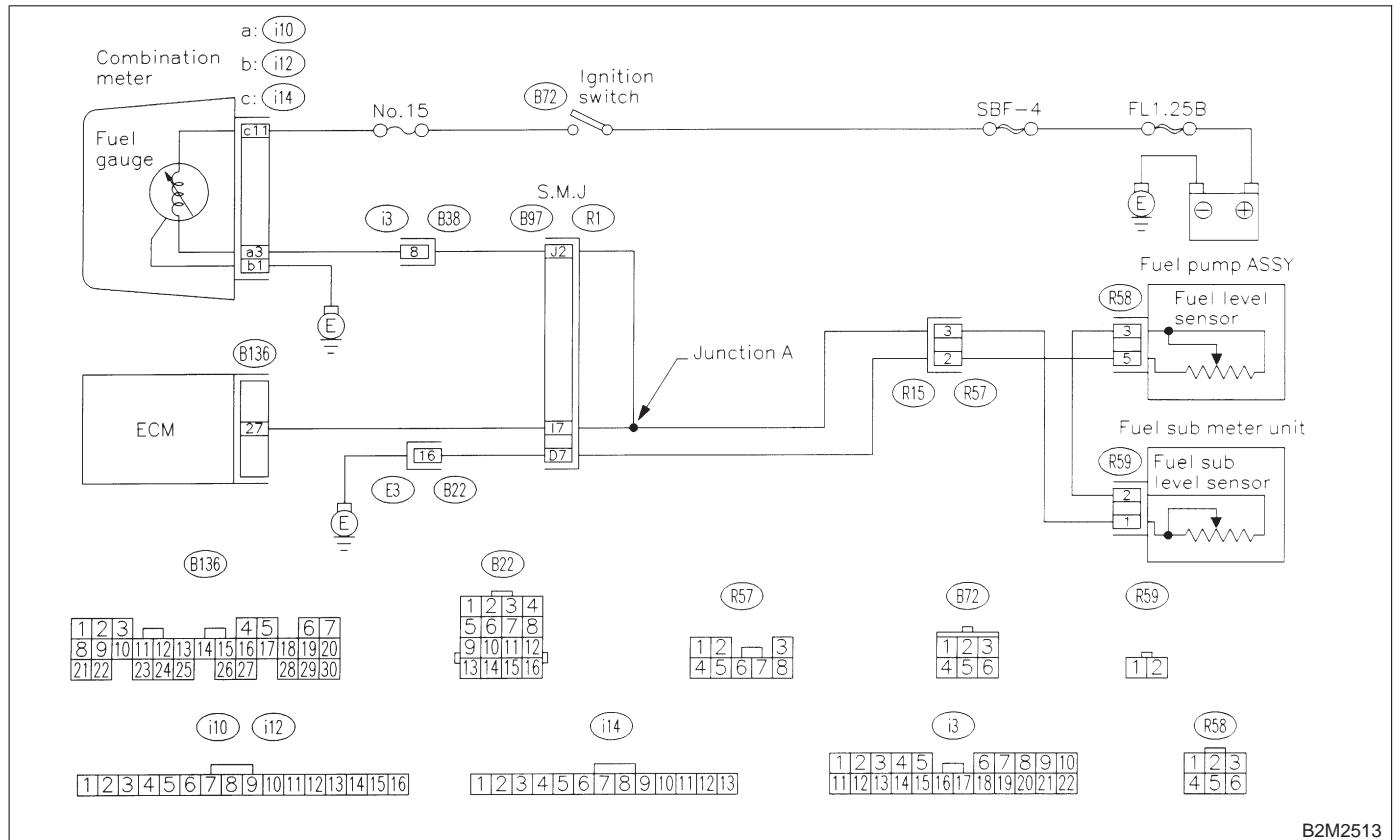 a: i10
Combination meter
b: i12
c: i14
Ignition switch
B72
No.15
SBF-4
FL1.25B
c11
Fuel gauge
S.M.J
i3
B38
B97
R1
E
⊖ ⊕
a3
8
J2
b1
Fuel pump ASSY
R58
Fuel level sensor
E
3
3
B136
Junction A
2
5
R15
R57
ECM
27
I7
Fuel sub meter unit
16
D7
R59
Fuel sub level sensor
E3
B22
2
1
E
B136
1 2 3 4 5 6 7
8 9 10 11 12 13 14 15 16 17 18 19 20
21 22 23 24 25 26 27 28 29 30
B22
1 2 3 4
5 6 7 8
9 10 11 12
13 14 15 16
R57
1 2 3
4 5 6 7 8
B72
1 2 3
4 5 6
R59
1 2
i10 i12
1 2 3 4 5 6 7 8 9 10 11 12 13 14 15 16
i14
1 2 3 4 5 6 7 8 9 10 11 12 13
i3
1 2 3 4 5 6 7 8 9 10
11 12 13 14 15 16 17 18 19 20 21 22
R58
1 2 3
4 5 6
B2M2513